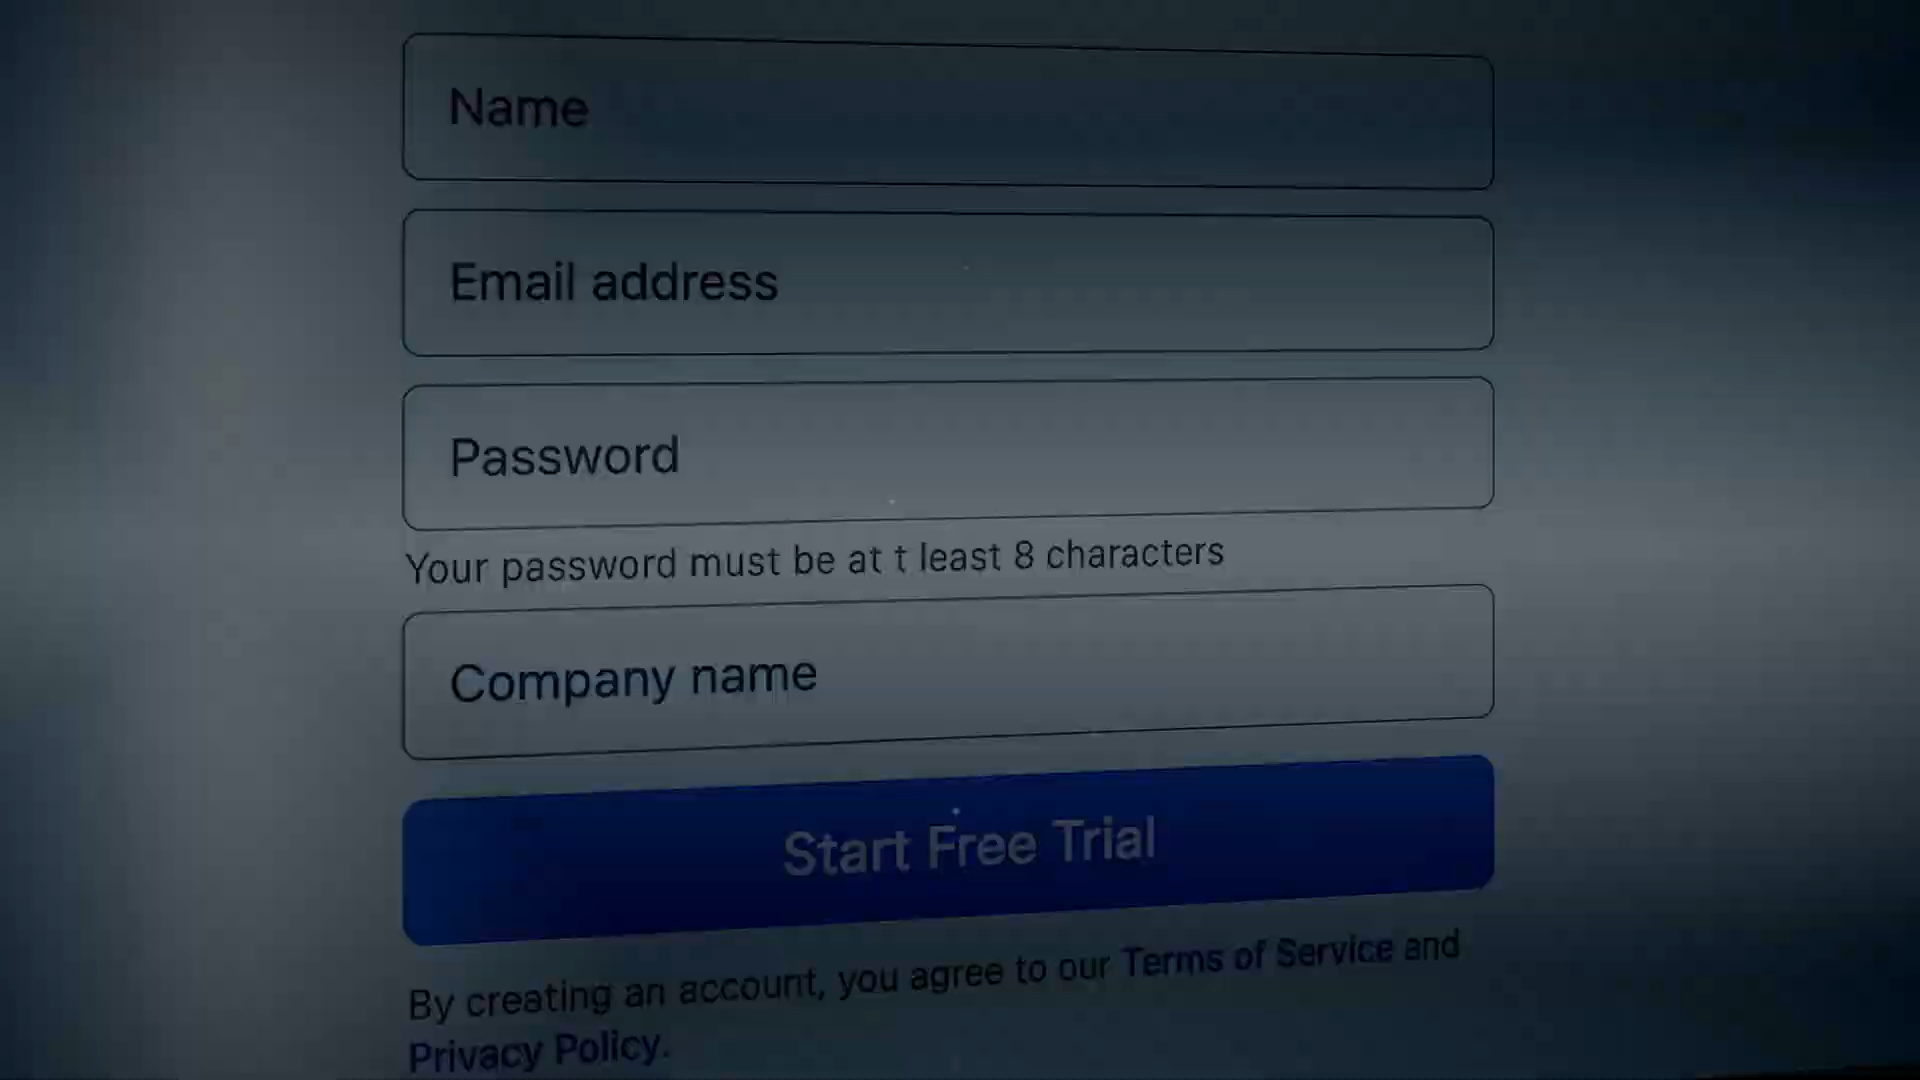 Name
Email address
Password
Your password must be at t least 8 characters
Company name
Start Free Trial
By creating an account, you agree to our Terms of Service and
Privacy Policy.